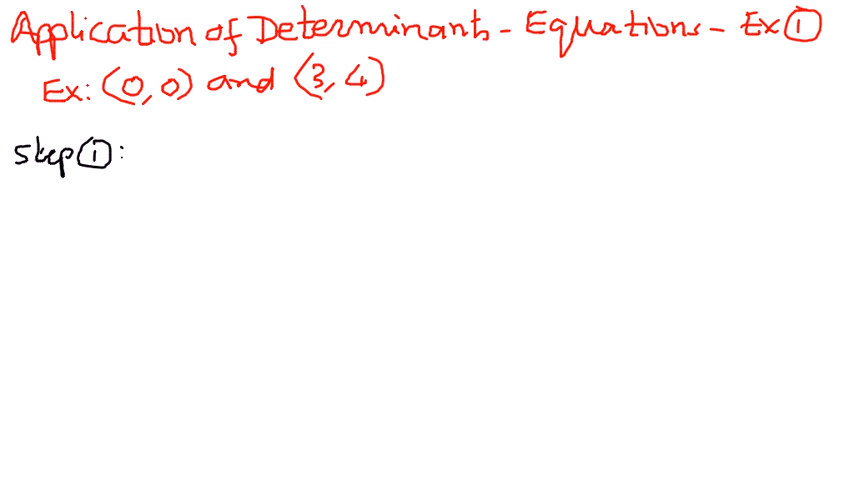 Application of Determinants - Equations - Ex ①
Ex: (0,0) and (3,4)
Step ①: